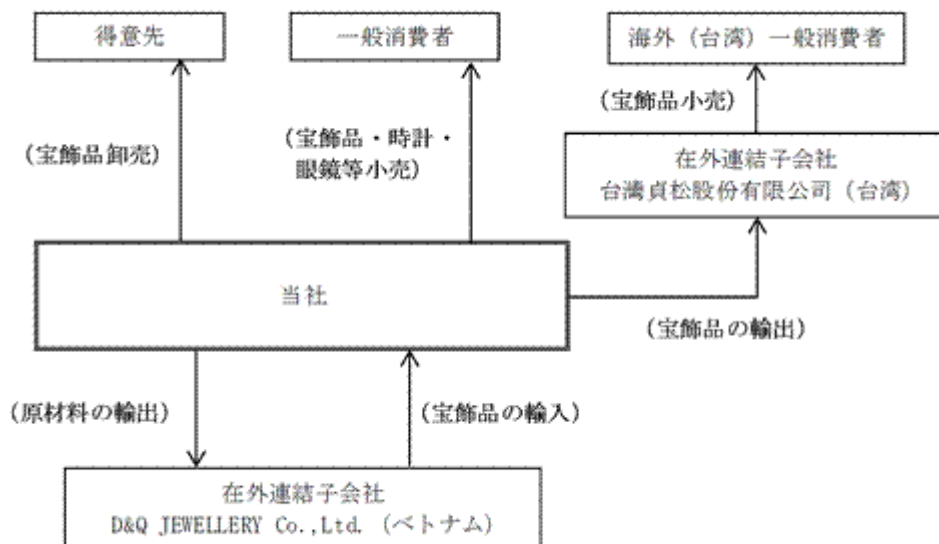 得意先
一般消費者
海外（台湾）一般消費者
（宝飾品卸売）
（宝飾品・時計・
眼鏡等小売）
（宝飾品小売）
在外連結子会社
台灣貞松股份有限公司（台湾）
当社
（宝飾品の輸出）
（原材料の輸出）
（宝飾品の輸入）
在外連結子会社
D&Q JEWELLERY Co.,Ltd.（ベトナム）